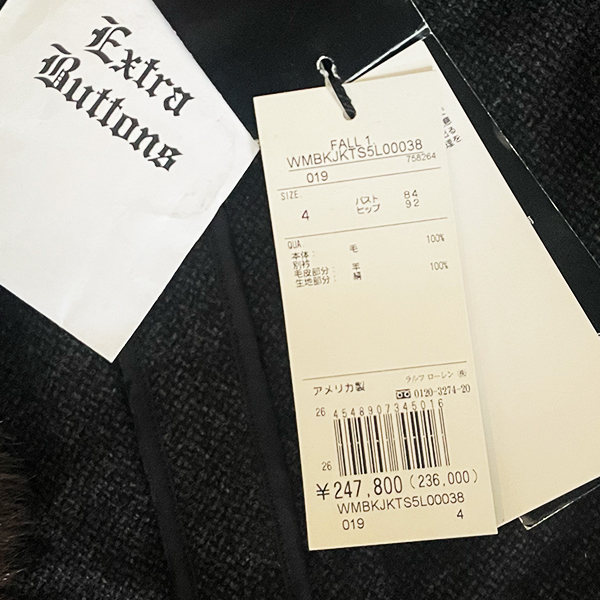 Extra
Buttons
FALL 1
WMBKJKTS5L00038
758264
019
SIZE
4
バスト 84
ヒップ 92
QUA.
本体: 毛 100%
別衿
毛皮部分: 羊 100%
生地部分: 絹
アメリカ製
ラルフ ローレン ㈱
0120-3274-20
26 4548907345016
26
¥247,800(236,000)
WMBKJKTS5L00038
019 4